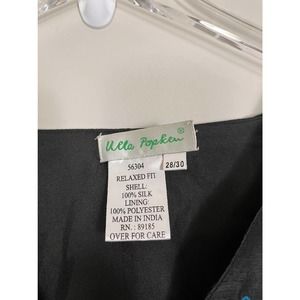 Ulla Popken®
56304
28/30
RELAXED FIT
SHELL:
100% SILK
LINING:
100% POLYESTER
MADE IN INDIA
RN. : 89185
OVER FOR CARE